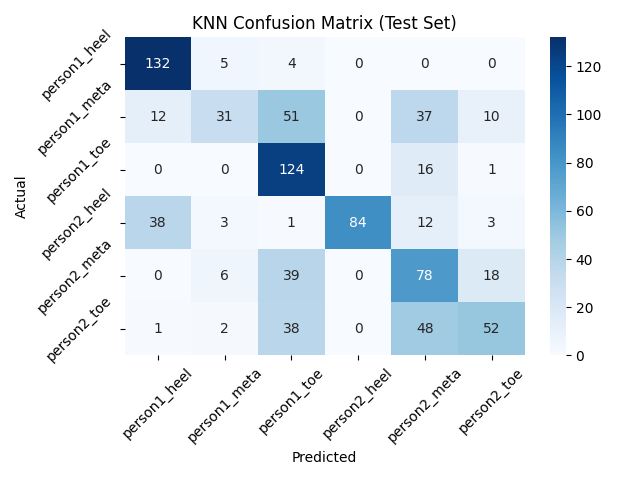 KNN Confusion Matrix (Test Set)
person1_heel 132 5 4 0 0 0
person1_meta 12 31 51 0 37 10
person1_toe 0 0 124 0 16 1
person2_heel 38 3 1 84 12 3
person2_meta 0 6 39 0 78 18
person2_toe 1 2 38 0 48 52
Actual
person1_heel person1_meta person1_toe person2_heel person2_meta person2_toe
Predicted
120
100
80
60
40
20
0